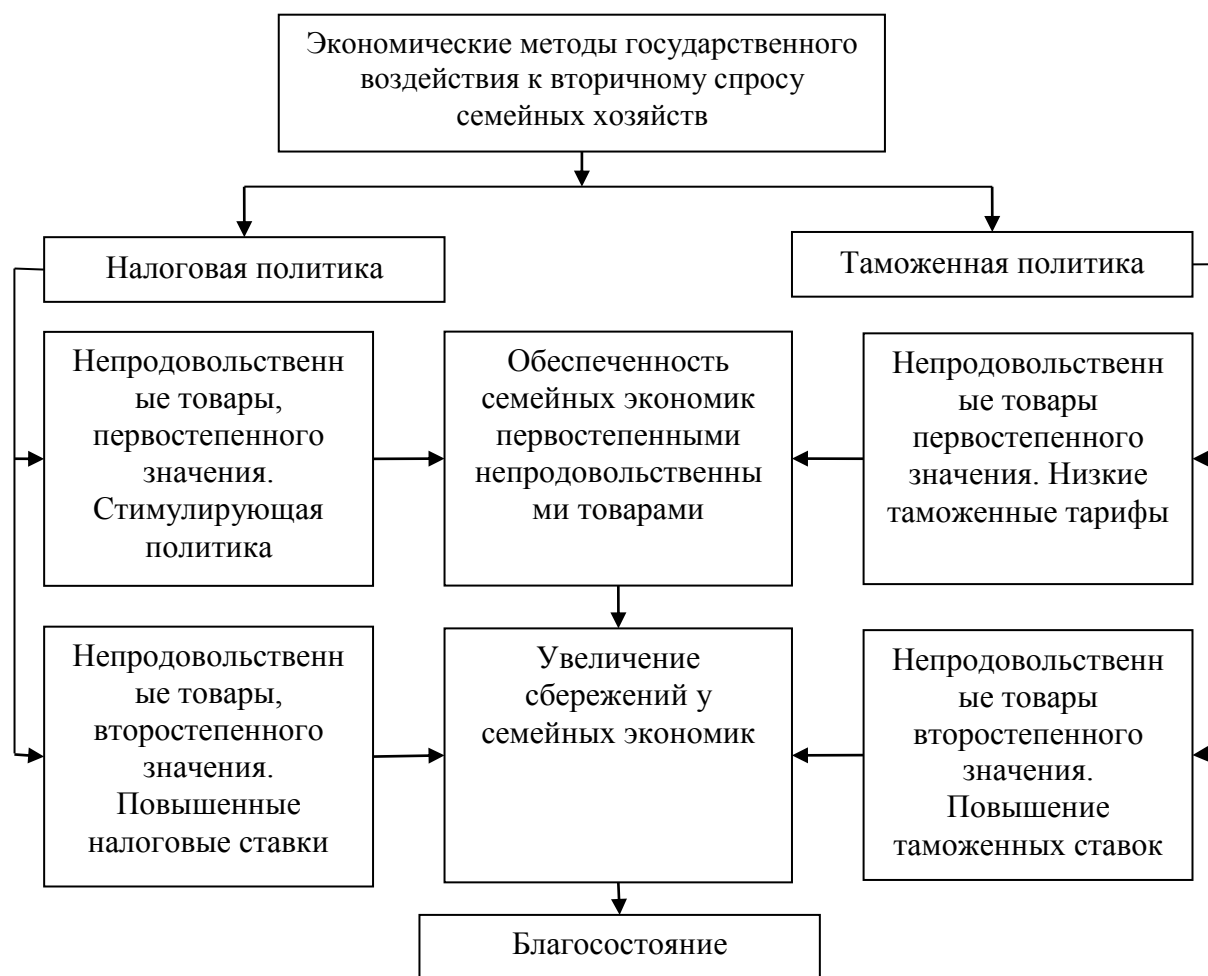 Экономические методы государственного
воздействия к вторичному спросу
семейных хозяйств
Налоговая политика
Таможенная политика
Непродовольственн
ые товары,
первостепенного
значения.
Стимулирующая
политика
Обеспеченность
семейных экономик
первостепенными
непродовольственны
ми товарами
Непродовольственн
ые товары
первостепенного
значения. Низкие
таможенные тарифы
Непродовольственн
ые товары,
второстепенного
значения.
Повышенные
налоговые ставки
Увеличение
сбережений у
семейных экономик
Непродовольственн
ые товары
второстепенного
значения.
Повышение
таможенных ставок
Благосостояние